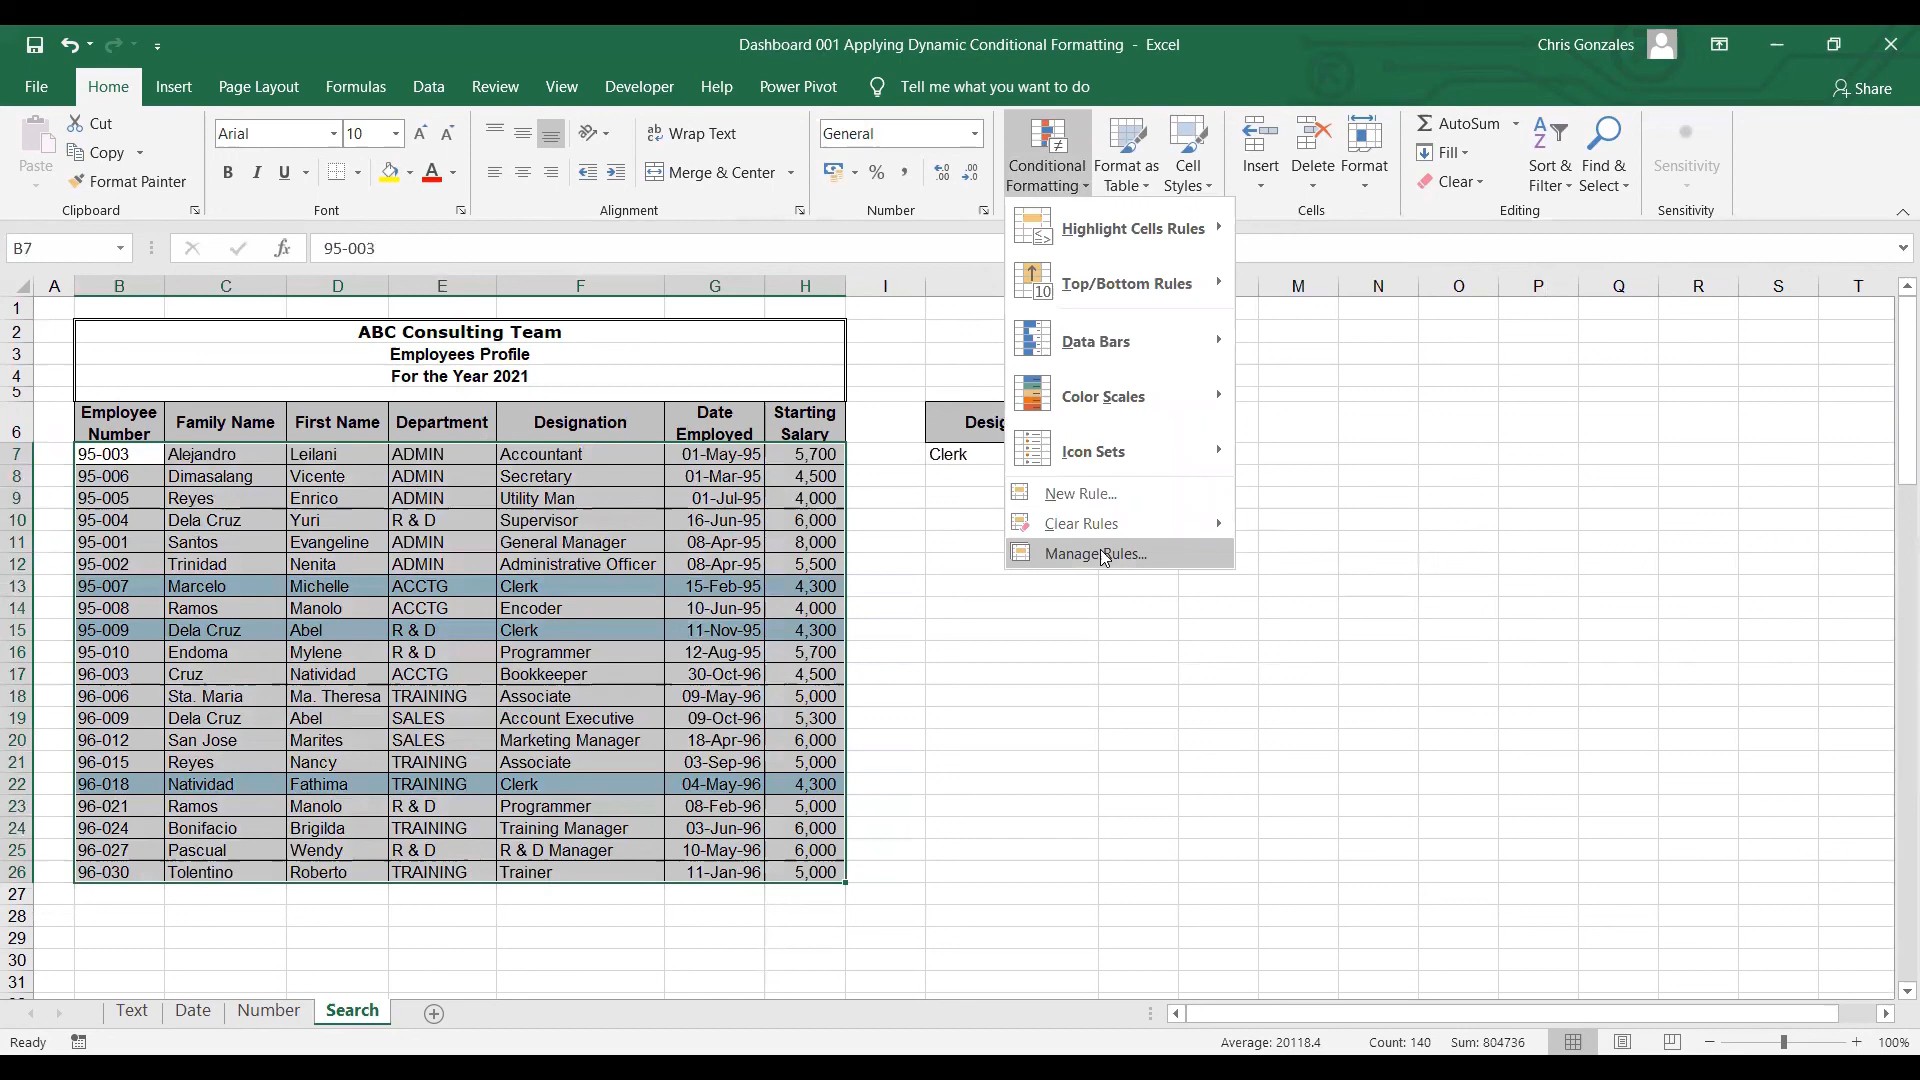 Dashboard 001 Applying Dynamic Conditional Formatting - Excel
Chris Gonzales
File Home Insert Page Layout Formulas Data Review View Developer Help Power Pivot Tell me what you want to do Share
Paste
Cut
Copy
Format Painter
Clipboard
Arial 10
B I U A
Font
Wrap Text
Merge & Center
Alignment
General
% ,
Number
Conditional Formatting
Format as Table
Cell Styles
Insert Delete Format
Cells
AutoSum
Fill
Clear
Sort & Filter
Find & Select
Editing
Sensitivity
Sensitivity
Highlight Cells Rules
Top/Bottom Rules
Data Bars
Color Scales
Icon Sets
New Rule...
Clear Rules
Manage Rules...
B7 fx 95-003
A B C D E F G H I M N O P Q R S T
1
2 ABC Consulting Team
3 Employees Profile
4 For the Year 2021
5
6 Employee Number Family Name First Name Department Designation Date Employed Starting Salary
7 95-003 Alejandro Leilani ADMIN Accountant 01-May-95 5,700 Clerk
8 95-006 Dimasalang Vicente ADMIN Secretary 01-Mar-95 4,500
9 95-005 Reyes Enrico ADMIN Utility Man 01-Jul-95 4,000
10 95-004 Dela Cruz Yuri R & D Supervisor 16-Jun-95 6,000
11 95-001 Santos Evangeline ADMIN General Manager 08-Apr-95 8,000
12 95-002 Trinidad Nenita ADMIN Administrative Officer 08-Apr-95 5,500
13 95-007 Marcelo Michelle ACCTG Clerk 15-Feb-95 4,300
14 95-008 Ramos Manolo ACCTG Encoder 10-Jun-95 4,000
15 95-009 Dela Cruz Abel R & D Clerk 11-Nov-95 4,300
16 95-010 Endoma Mylene R & D Programmer 12-Aug-95 5,700
17 96-003 Cruz Natividad ACCTG Bookkeeper 30-Oct-96 4,500
18 96-006 Sta. Maria Ma. Theresa TRAINING Associate 09-May-96 5,000
19 96-009 Dela Cruz Abel SALES Account Executive 09-Oct-96 5,300
20 96-012 San Jose Marites SALES Marketing Manager 18-Apr-96 6,000
21 96-015 Reyes Nancy TRAINING Associate 03-Sep-96 5,000
22 96-018 Natividad Fathima TRAINING Clerk 04-May-96 4,300
23 96-021 Ramos Manolo R & D Programmer 08-Feb-96 5,000
24 96-024 Bonifacio Brigilda TRAINING Training Manager 03-Jun-96 6,000
25 96-027 Pascual Wendy R & D R & D Manager 10-May-96 6,000
26 96-030 Tolentino Roberto TRAINING Trainer 11-Jan-96 5,000
27
28
29
30
31
Text Date Number Search
Ready Average: 20118.4 Count: 140 Sum: 804736 100%